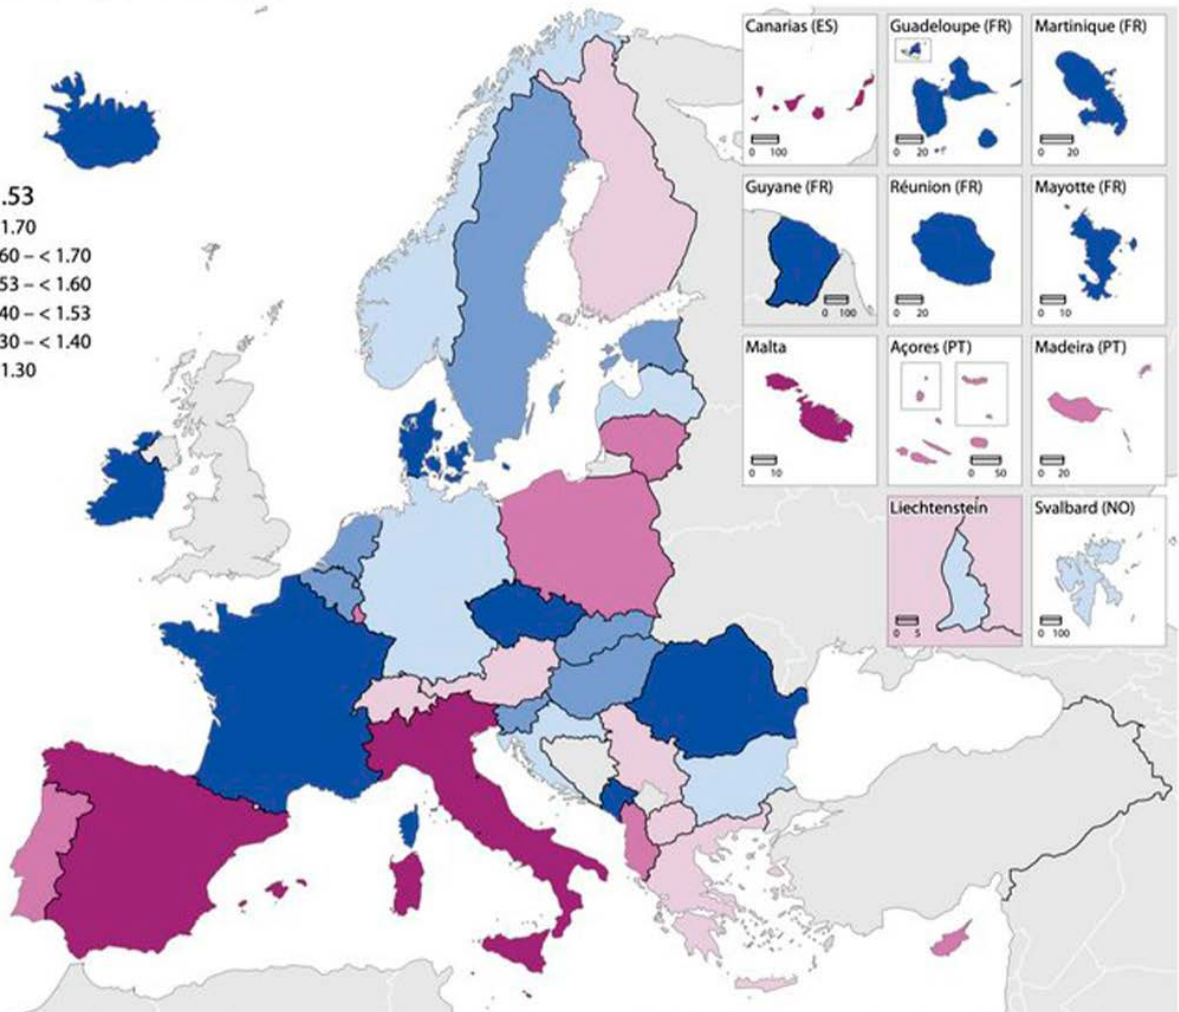 .53
1.70
60 – < 1.70
53 – < 1.60
40 – < 1.53
30 – < 1.40
1.30
Canarias (ES)
0 100
Guadeloupe (FR)
0 20
Martinique (FR)
0 20
Guyane (FR)
0 100
Réunion (FR)
0 20
Mayotte (FR)
0 10
Malta
0 10
Açores (PT)
0 50
Madeira (PT)
0 20
Liechtenstein
0 5
Svalbard (NO)
0 100